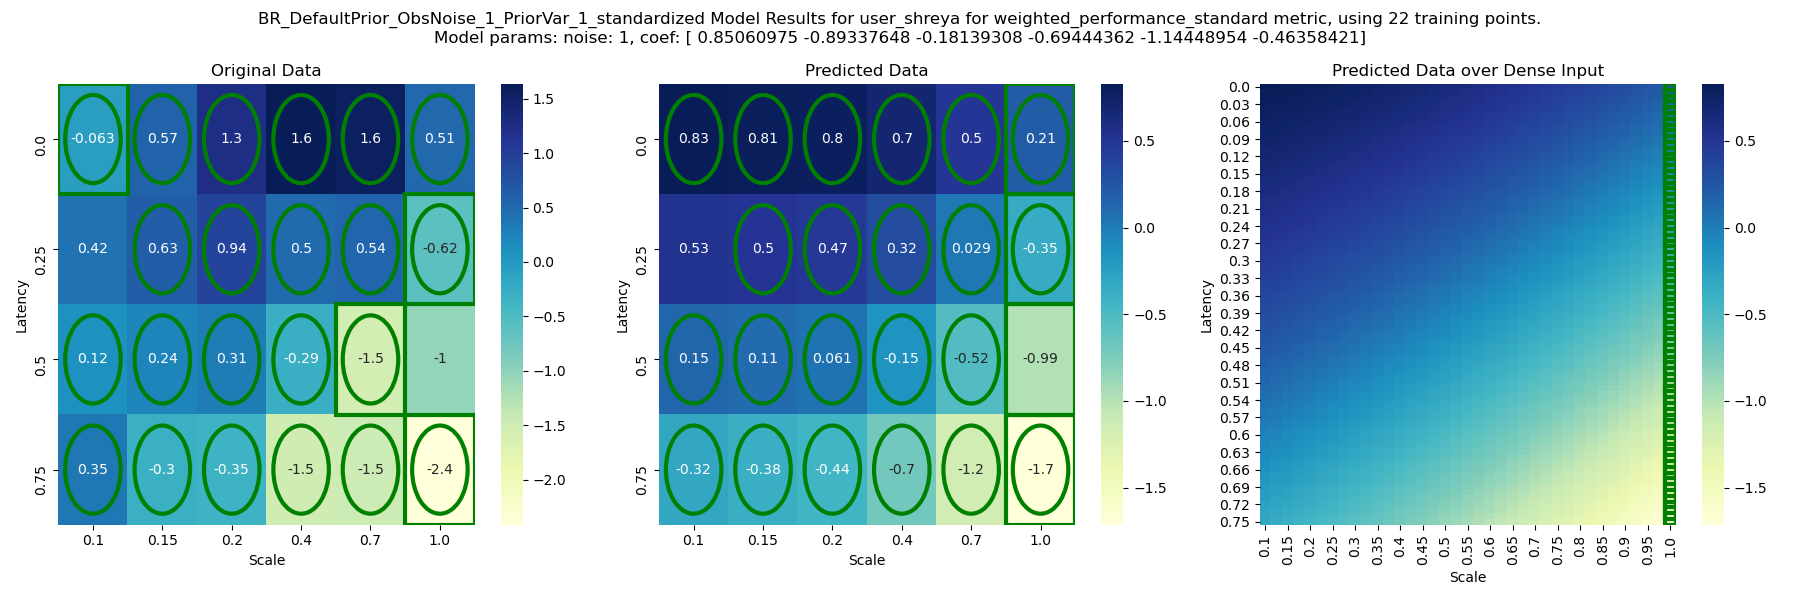 BR_DefaultPrior_ObsNoise_1_PriorVar_1_standardized Model Results for user_shreya for weighted_performance_standard metric, using 22 training points.
Model params: noise: 1, coef: [ 0.85060975 -0.89337648 -0.18139308 -0.69444362 -1.14448954 -0.46358421]
Original Data
Latency
0.0
-0.063 0.57 1.3 1.6 1.6 0.51
0.25
0.42 0.63 0.94 0.5 0.54 -0.62
0.5
0.12 0.24 0.31 -0.29 -1.5 -1
0.75
0.35 -0.3 -0.35 -1.5 -1.5 -2.4
0.1 0.15 0.2 0.4 0.7 1.0
Scale
1.5
1.0
0.5
0.0
−0.5
−1.0
−1.5
−2.0
Predicted Data
Latency
0.0
0.83 0.81 0.8 0.7 0.5 0.21
0.25
0.53 0.5 0.47 0.32 0.029 -0.35
0.5
0.15 0.11 0.061 -0.15 -0.52 -0.99
0.75
-0.32 -0.38 -0.44 -0.7 -1.2 -1.7
0.1 0.15 0.2 0.4 0.7 1.0
Scale
0.5
0.0
−0.5
−1.0
−1.5
Predicted Data over Dense Input
Latency
0.0
0.03
0.06
0.09
0.12
0.15
0.18
0.21
0.24
0.27
0.3
0.33
0.36
0.39
0.42
0.45
0.48
0.51
0.54
0.57
0.6
0.63
0.66
0.69
0.72
0.75
0.1 0.15 0.2 0.25 0.3 0.35 0.4 0.45 0.5 0.55 0.6 0.65 0.7 0.75 0.8 0.85 0.9 0.95 1.0
Scale
0.5
0.0
−0.5
−1.0
−1.5